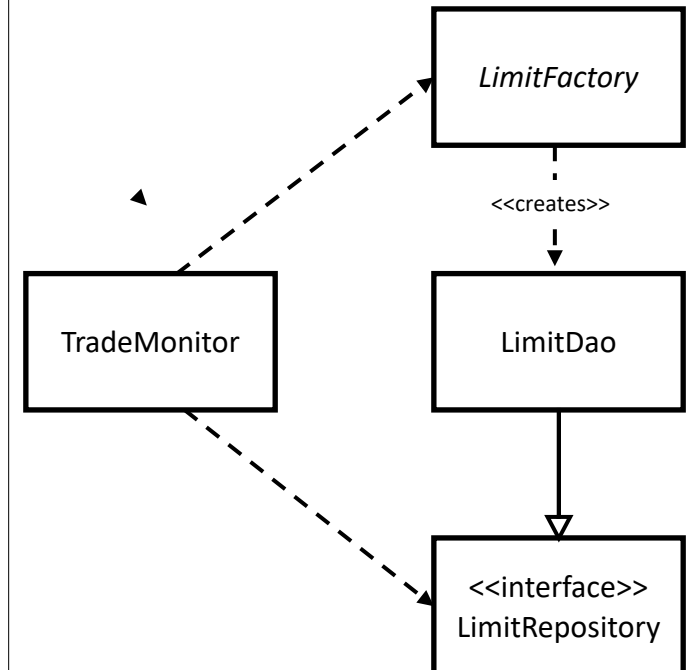 LimitFactory
<<creates>>
TradeMonitor
LimitDao
<<interface>>
LimitRepository